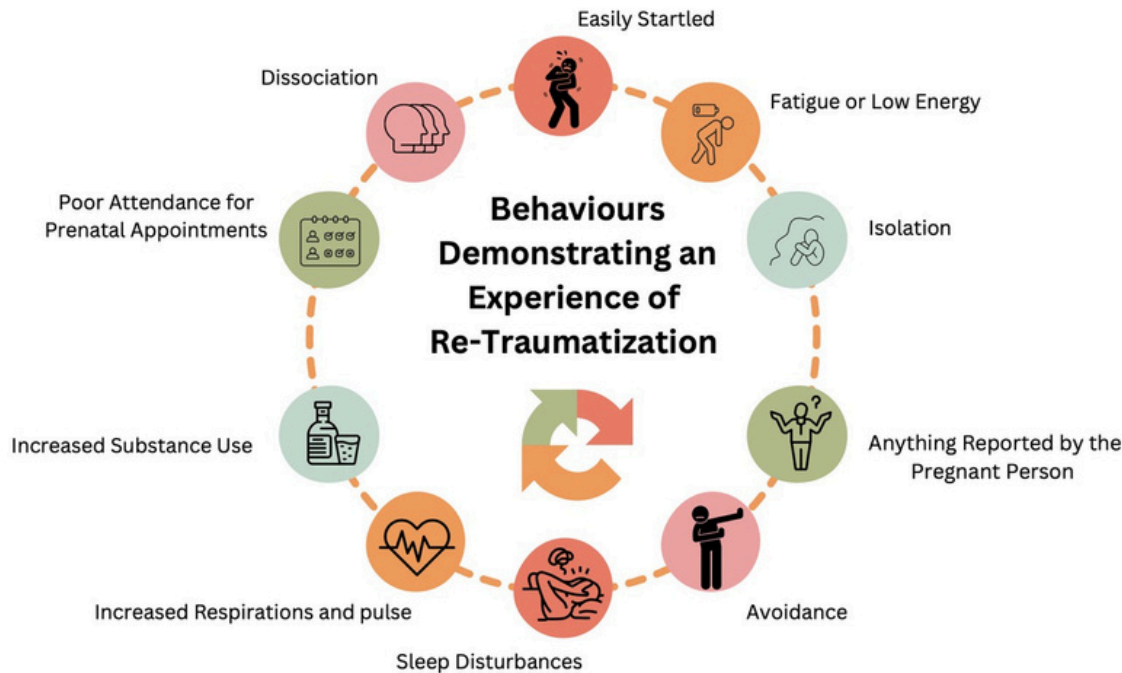 Easily Startled
Dissociation
Fatigue or Low Energy
Poor Attendance for
Prenatal Appointments
Behaviours
Demonstrating an
Experience of
Re-Traumatization
Isolation
Increased Substance Use
?
Anything Reported by the
Pregnant Person
Increased Respirations and pulse
Avoidance
Sleep Disturbances